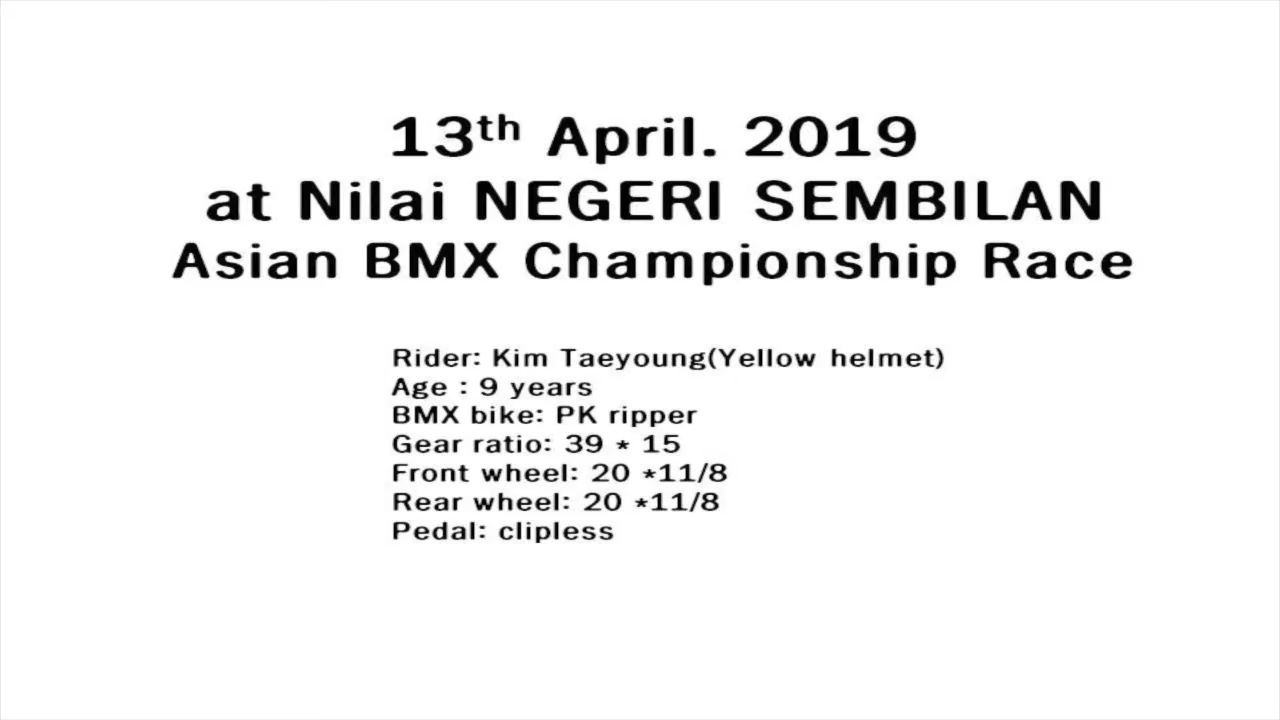 13th April. 2019
at Nilai NEGERI SEMBILAN
Asian BMX Championship Race
Rider: Kim Taeyoung(Yellow helmet)
Age : 9 years
BMX bike: PK ripper
Gear ratio: 39 * 15
Front wheel: 20 *11/8
Rear wheel: 20 *11/8
Pedal: clipless